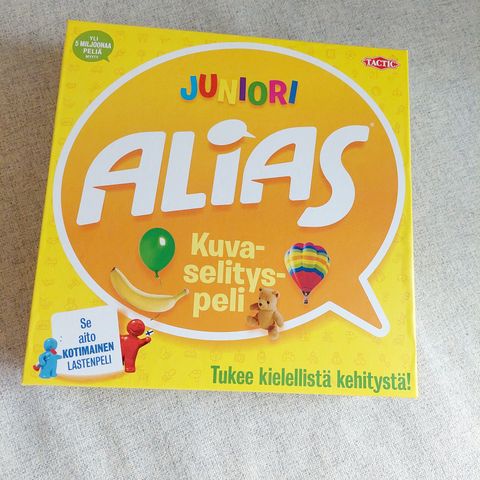 YLI
5 MILJOONAA
PELIÄ
MYYTY
TACTIC
JUNIORI
ALiAS
Kuva-
selitys-
peli
Se
aito
KOTIMAINEN
LASTENPELI
Tukee kielellistä kehitystä!